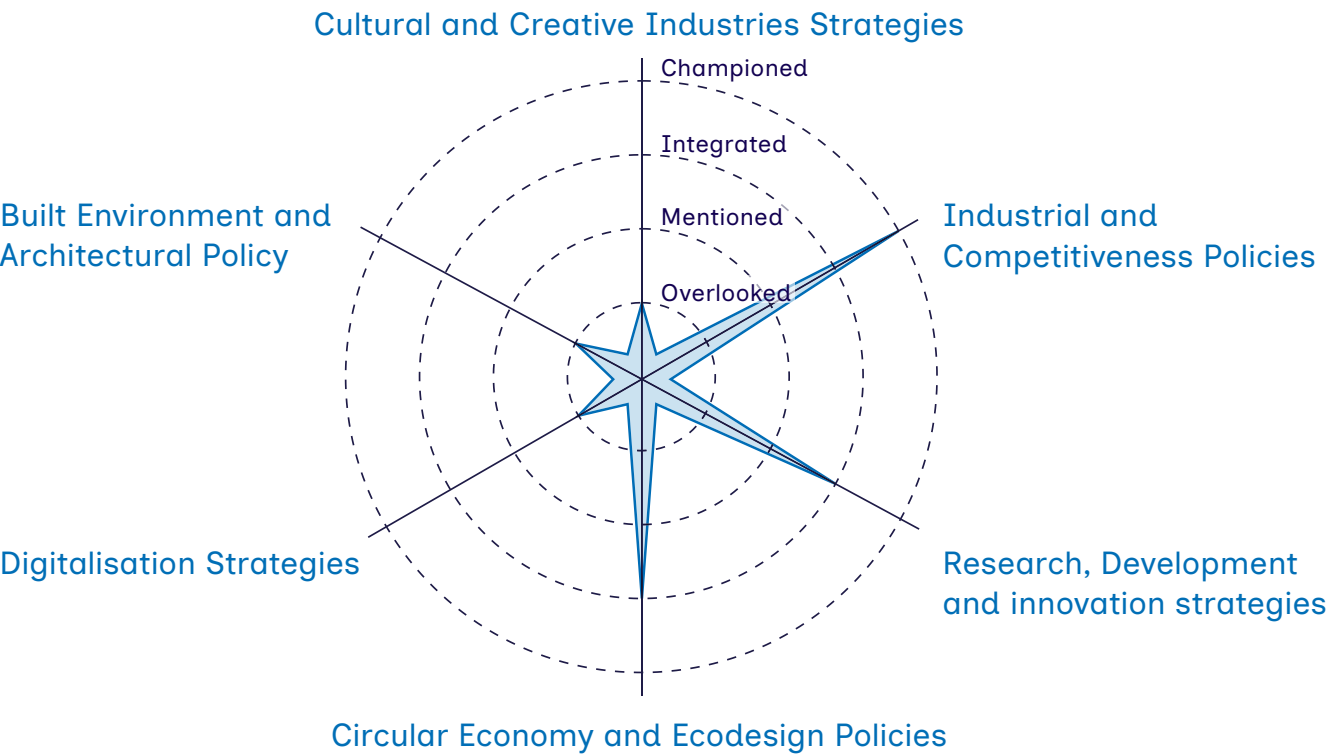 Cultural and Creative Industries Strategies
Championed
Integrated
Mentioned
Overlooked
Built Environment and
Architectural Policy
Industrial and
Competitiveness Policies
Digitalisation Strategies
Research, Development
and innovation strategies
Circular Economy and Ecodesign Policies